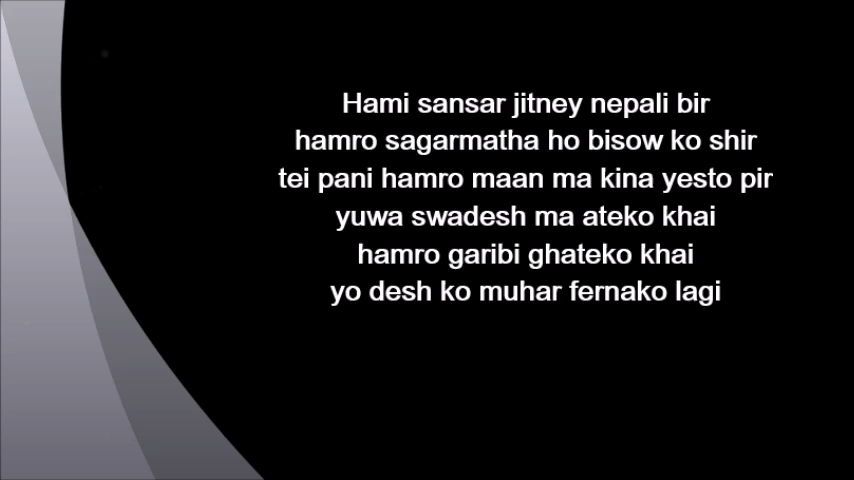 Hami sansar jitney nepali bir
hamro sagarmatha ho bisow ko shir
tei pani hamro maan ma kina yesto pir
yuwa swadesh ma ateko khai
hamro garibi ghateko khai
yo desh ko muhar fernako lagi